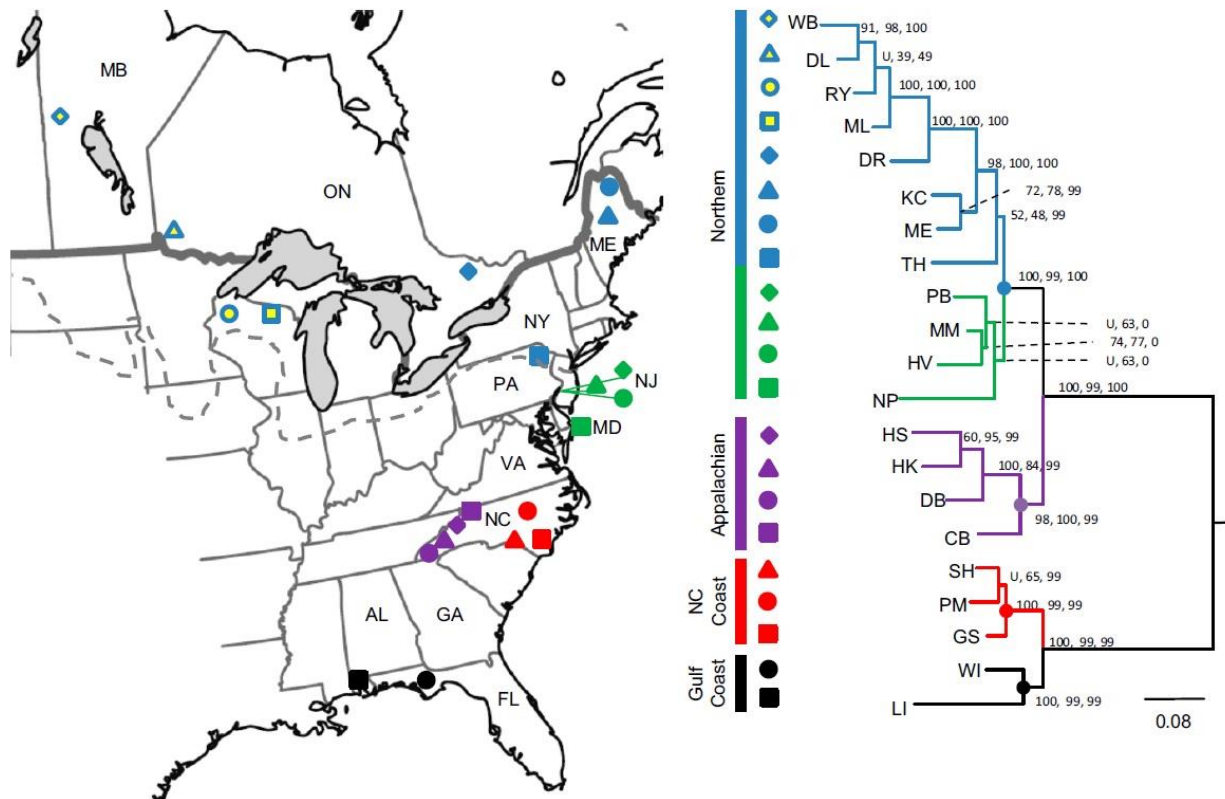 MB
ON
ME
NY
PA
NJ
MD
VA
NC
AL
GA
FL
Northern
Appalachian
NC
Coast
Gulf
Coast
WB
91, 98, 100
DL
U, 39, 49
RY
100, 100, 100
ML
100, 100, 100
DR
98, 100, 100
KC
72, 78, 99
ME
52, 48, 99
TH
100, 99, 100
PB
U, 63, 0
MM
74, 77, 0
HV
U, 63, 0
100, 99, 100
NP
HS
60, 95, 99
HK
100, 84, 99
DB
98, 100, 99
CB
SH
U, 65, 99
PM
100, 99, 99
GS
100, 99, 99
WI
100, 99, 99
LI
0.08